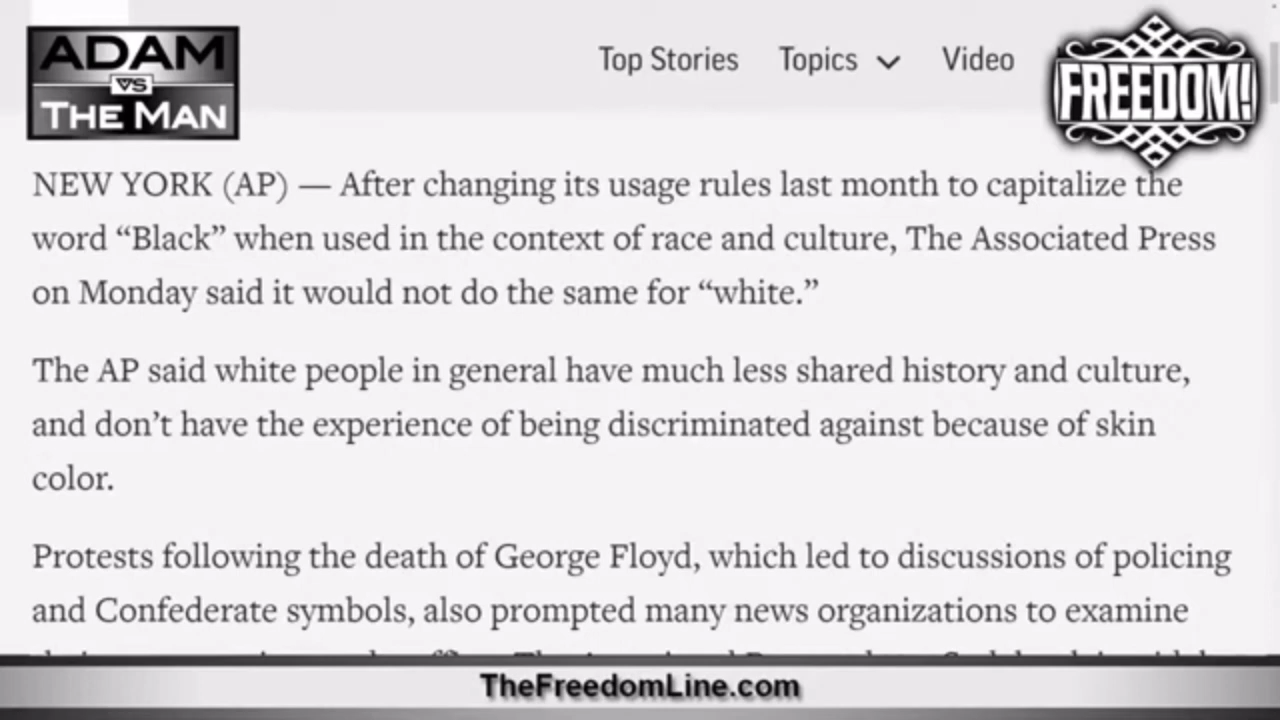 ADAM
VS
THE MAN
Top Stories
Topics
Video
FREEDOM!
NEW YORK (AP) — After changing its usage rules last month to capitalize the
word “Black” when used in the context of race and culture, The Associated Press
on Monday said it would not do the same for “white.”
The AP said white people in general have much less shared history and culture,
and don’t have the experience of being discriminated against because of skin
color.
Protests following the death of George Floyd, which led to discussions of policing
and Confederate symbols, also prompted many news organizations to examine
TheFreedomLine.com